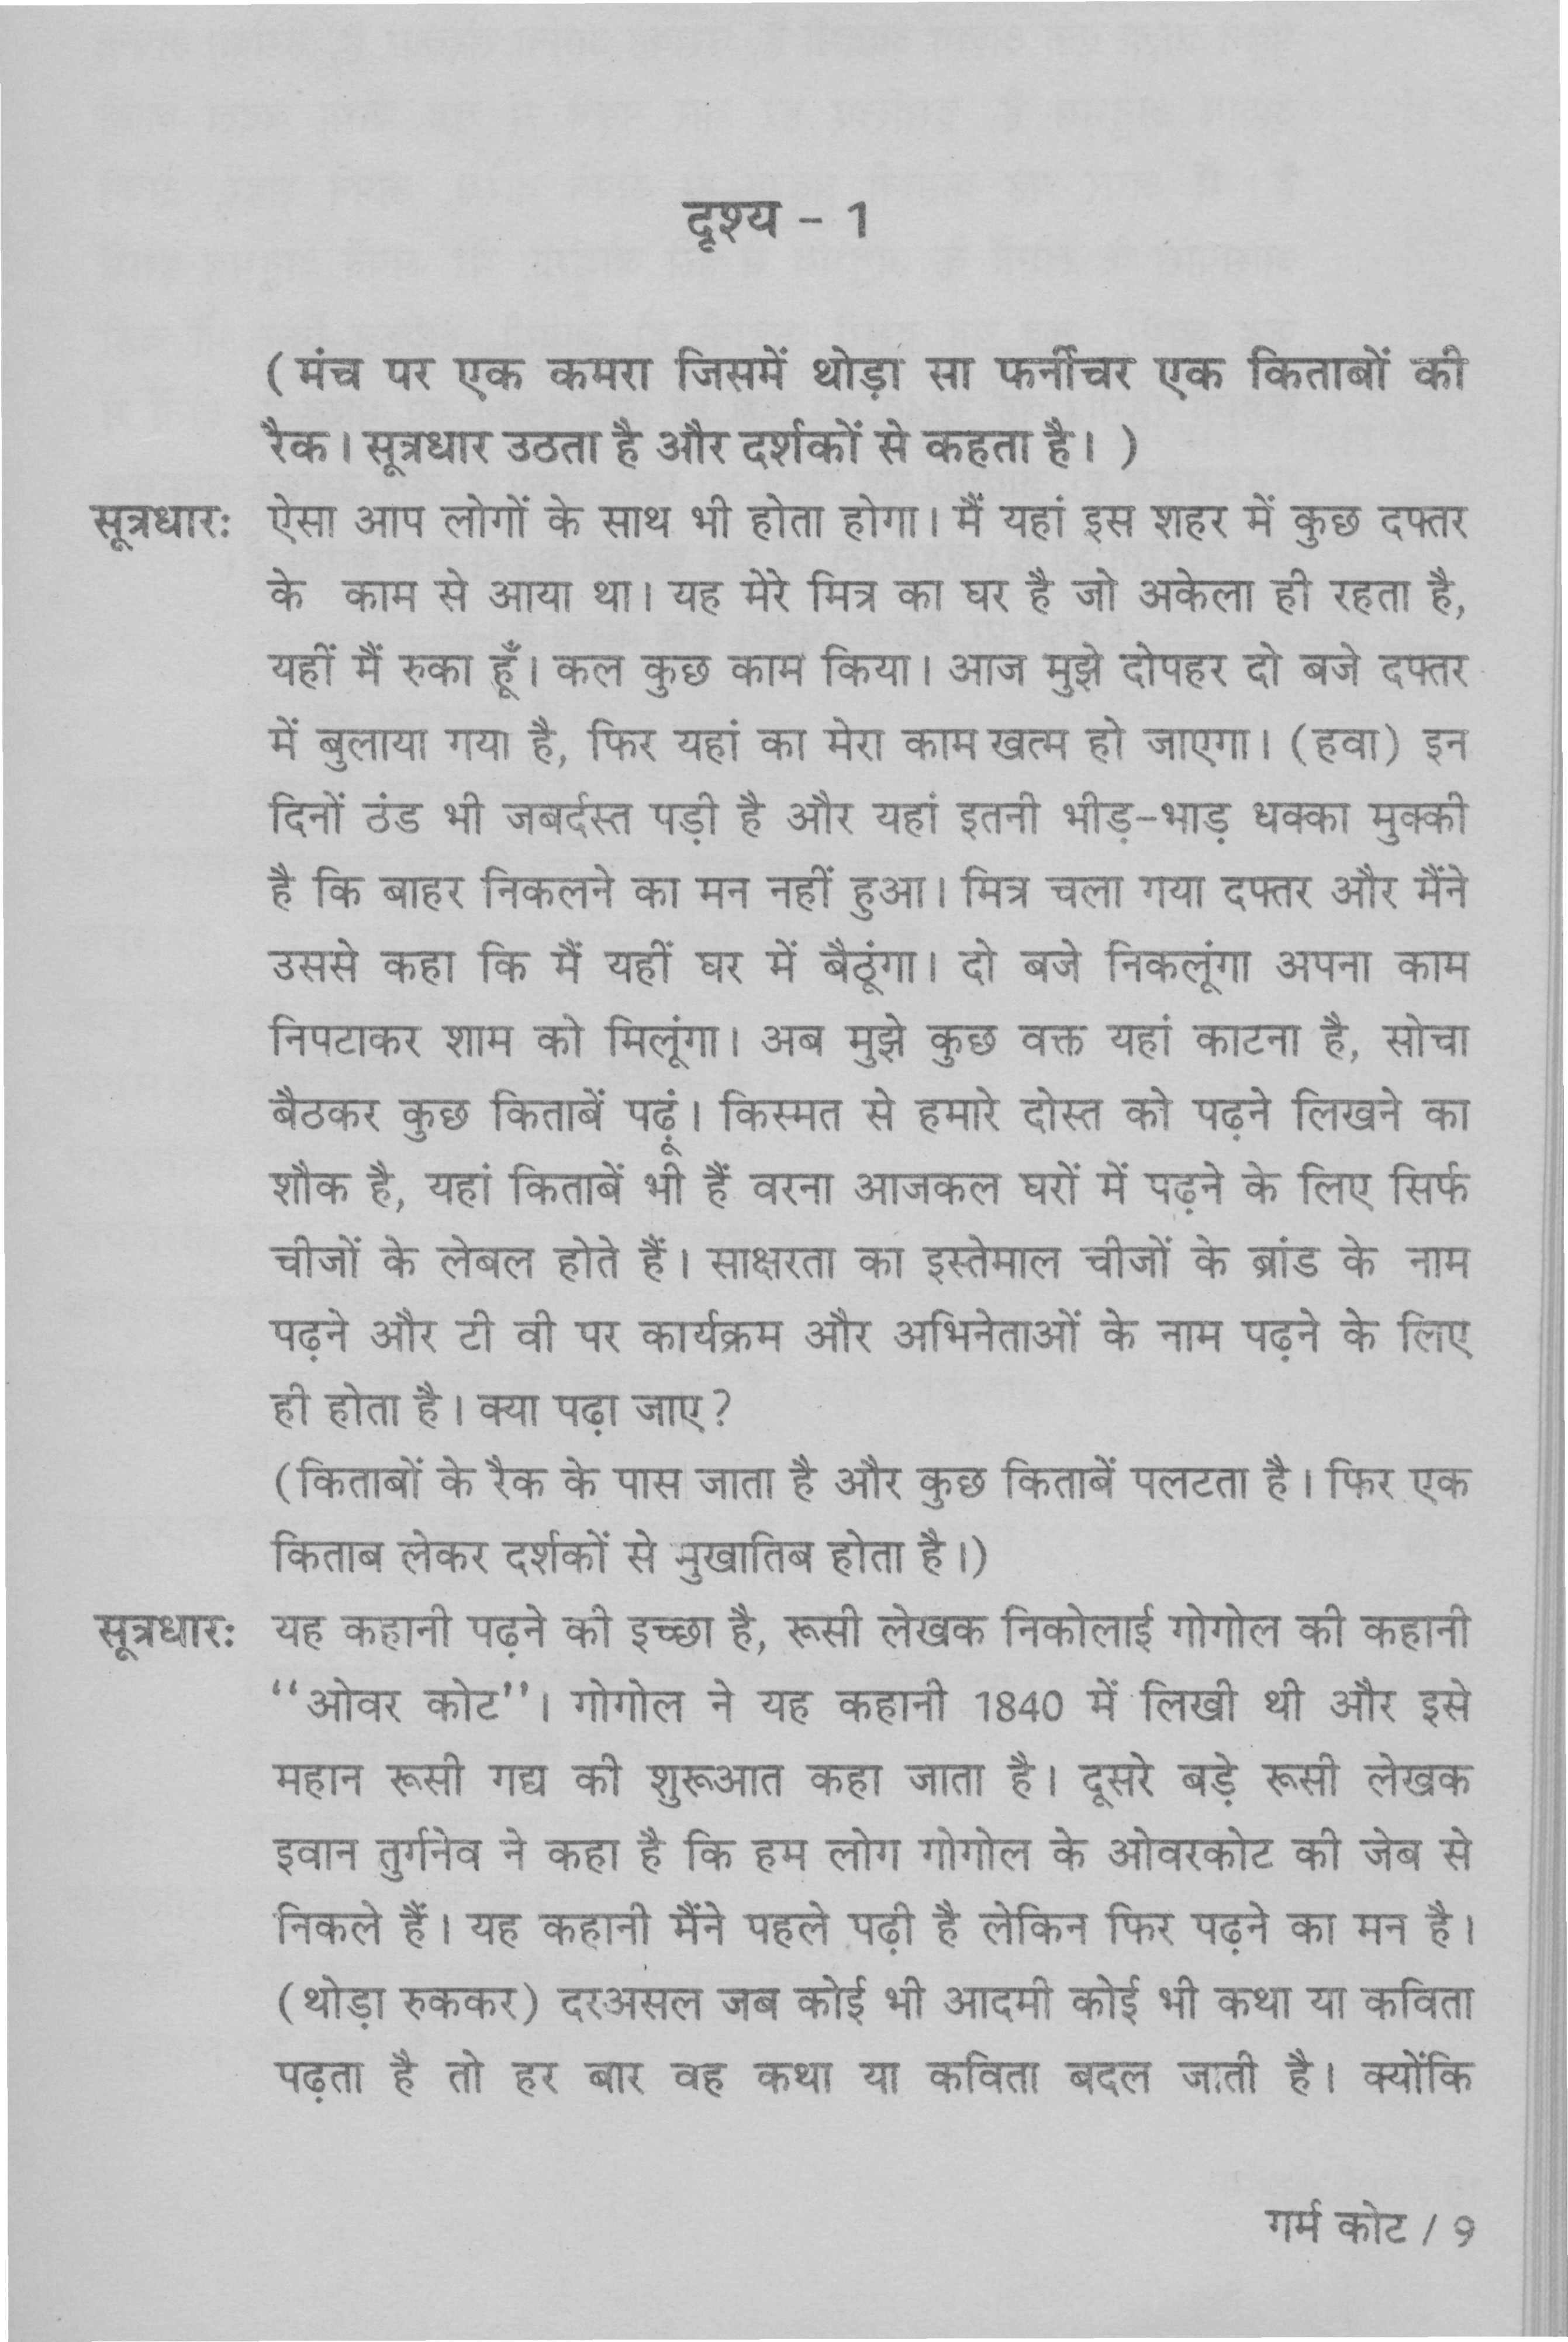 दृश्य - 1
( मंच पर एक कमरा जिसमें थोड़ा सा फर्नीचर एक किताबों की
रैक। सूत्रधार उठता है और दर्शकों से कहता है। )
सूत्रधारः ऐसा आप लोगों के साथ भी होता होगा। मैं यहां इस शहर में कुछ दफ्तर
के काम से आया था। यह मेरे मित्र का घर है जो अकेला ही रहता है,
यहीं मैं रुका हूँ। कल कुछ काम किया। आज मुझे दोपहर दो बजे दफ्तर
में बुलाया गया है, फिर यहां का मेरा काम खत्म हो जाएगा। (हवा) इन
दिनों ठंड भी जबर्दस्त पड़ी है और यहां इतनी भीड़-भाड़ धक्का मुक्की
है कि बाहर निकलने का मन नहीं हुआ। मित्र चला गया दफ्तर और मैंने
उससे कहा कि मैं यहीं घर में बैठूंगा। दो बजे निकलूंगा अपना काम
निपटाकर शाम को मिलूंगा। अब मुझे कुछ वक्त यहां काटना है, सोचा
बैठकर कुछ किताबें पढ़ूं। किस्मत से हमारे दोस्त को पढ़ने लिखने का
शौक है, यहां किताबें भी हैं वरना आजकल घरों में पढ़ने के लिए सिर्फ
चीजों के लेबल होते हैं। साक्षरता का इस्तेमाल चीजों के ब्रांड के नाम
पढ़ने और टी वी पर कार्यक्रम और अभिनेताओं के नाम पढ़ने के लिए
ही होता है। क्या पढ़ा जाए?
(किताबों के रैक के पास जाता है और कुछ किताबें पलटता है। फिर एक
किताब लेकर दर्शकों से मुखातिब होता है।)
सूत्रधारः यह कहानी पढ़ने की इच्छा है, रूसी लेखक निकोलाई गोगोल की कहानी
“ओवर कोट”। गोगोल ने यह कहानी 1840 में लिखी थी और इसे
महान रूसी गद्य की शुरूआत कहा जाता है। दूसरे बड़े रूसी लेखक
इवान तुर्गनेव ने कहा है कि हम लोग गोगोल के ओवरकोट की जेब से
निकले हैं। यह कहानी मैंने पहले पढ़ी है लेकिन फिर पढ़ने का मन है।
(थोड़ा रुककर) दरअसल जब कोई भी आदमी कोई भी कथा या कविता
पढ़ता है तो हर बार वह कथा या कविता बदल जाती है। क्योंकि
गर्म कोट / 9